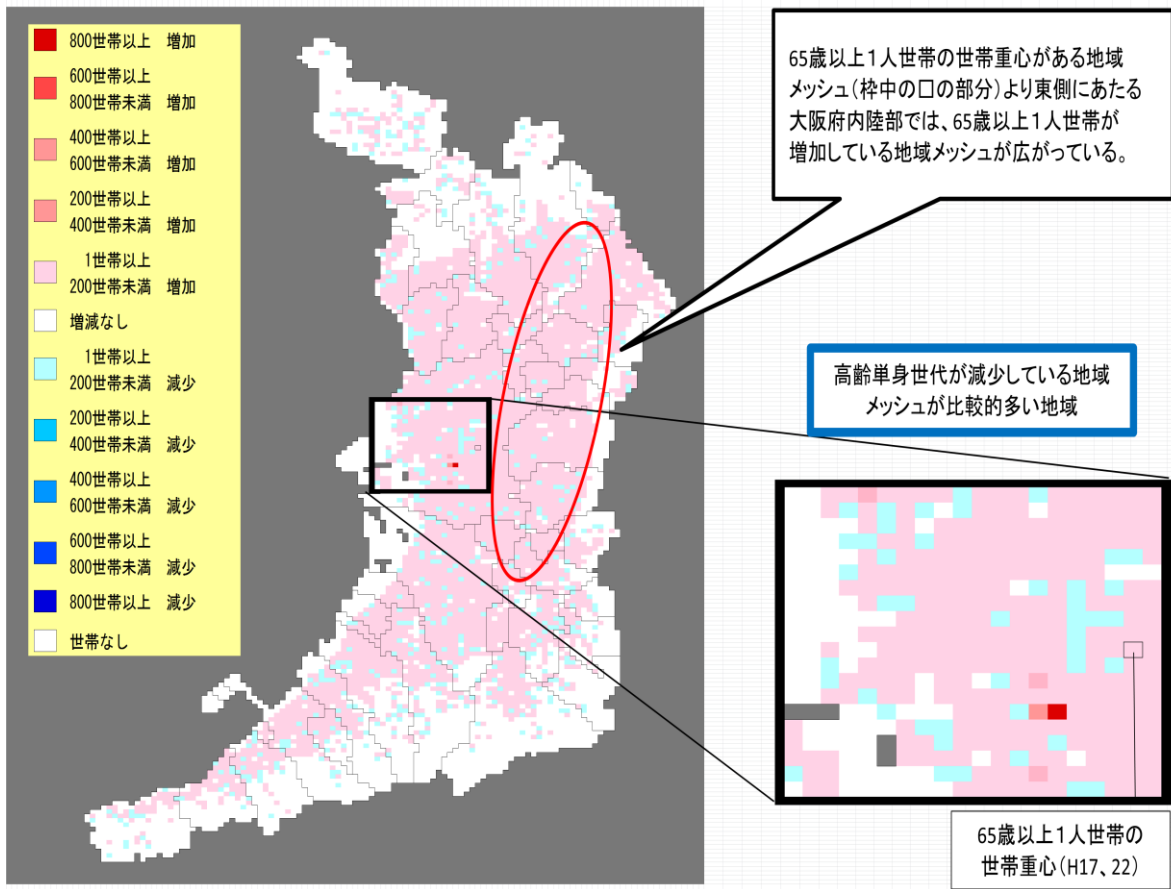 800世帯以上 増加
600世帯以上
800世帯未満 増加
400世帯以上
600世帯未満 増加
200世帯以上
400世帯未満 増加
1世帯以上
200世帯未満 増加
増減なし
1世帯以上
200世帯未満 減少
200世帯以上
400世帯未満 減少
400世帯以上
600世帯未満 減少
600世帯以上
800世帯未満 減少
800世帯以上 減少
世帯なし
65歳以上1人世帯の世帯重心がある地域
メッシュ(枠中の□の部分)より東側にあたる
大阪府内陸部では、65歳以上1人世帯が
増加している地域メッシュが広がっている。
高齢単身世代が減少している地域
メッシュが比較的多い地域
65歳以上1人世帯の
世帯重心(H17、22)